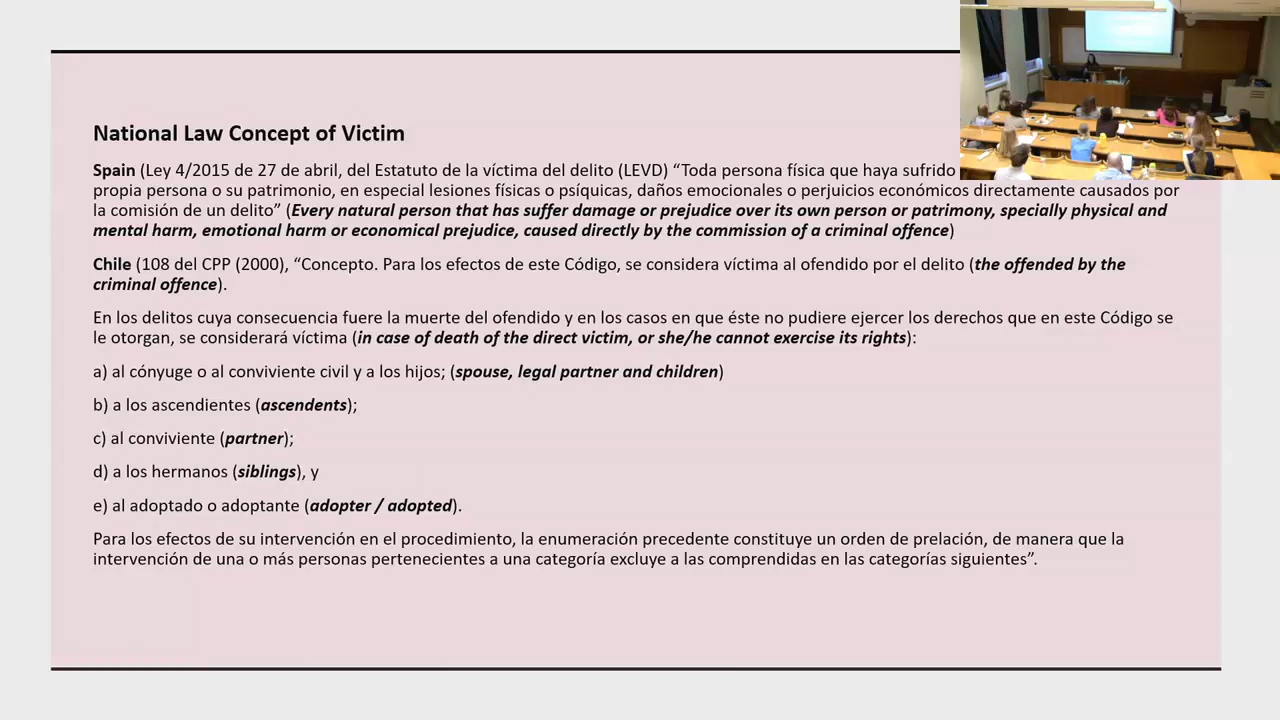 National Law Concept of Victim
Spain (Ley 4/2015 de 27 de abril, del Estatuto de la víctima del delito (LEVD) “Toda persona física que haya sufrido
propia persona o su patrimonio, en especial lesiones físicas o psíquicas, daños emocionales o perjuicios económicos directamente causados por
la comisión de un delito” (Every natural person that has suffer damage or prejudice over its own person or patrimony, specially physical and
mental harm, emotional harm or economical prejudice, caused directly by the commission of a criminal offence)
Chile (108 del CPP (2000), “Concepto. Para los efectos de este Código, se considera víctima al ofendido por el delito (the offended by the
criminal offence).
En los delitos cuya consecuencia fuere la muerte del ofendido y en los casos en que éste no pudiere ejercer los derechos que en este Código se
le otorgan, se considerará víctima (in case of death of the direct victim, or she/he cannot exercise its rights):
a) al cónyuge o al conviviente civil y a los hijos; (spouse, legal partner and children)
b) a los ascendientes (ascendents);
c) al conviviente (partner);
d) a los hermanos (siblings), y
e) al adoptado o adoptante (adopter / adopted).
Para los efectos de su intervención en el procedimiento, la enumeración precedente constituye un orden de prelación, de manera que la
intervención de una o más personas pertenecientes a una categoría excluye a las comprendidas en las categorías siguientes”.